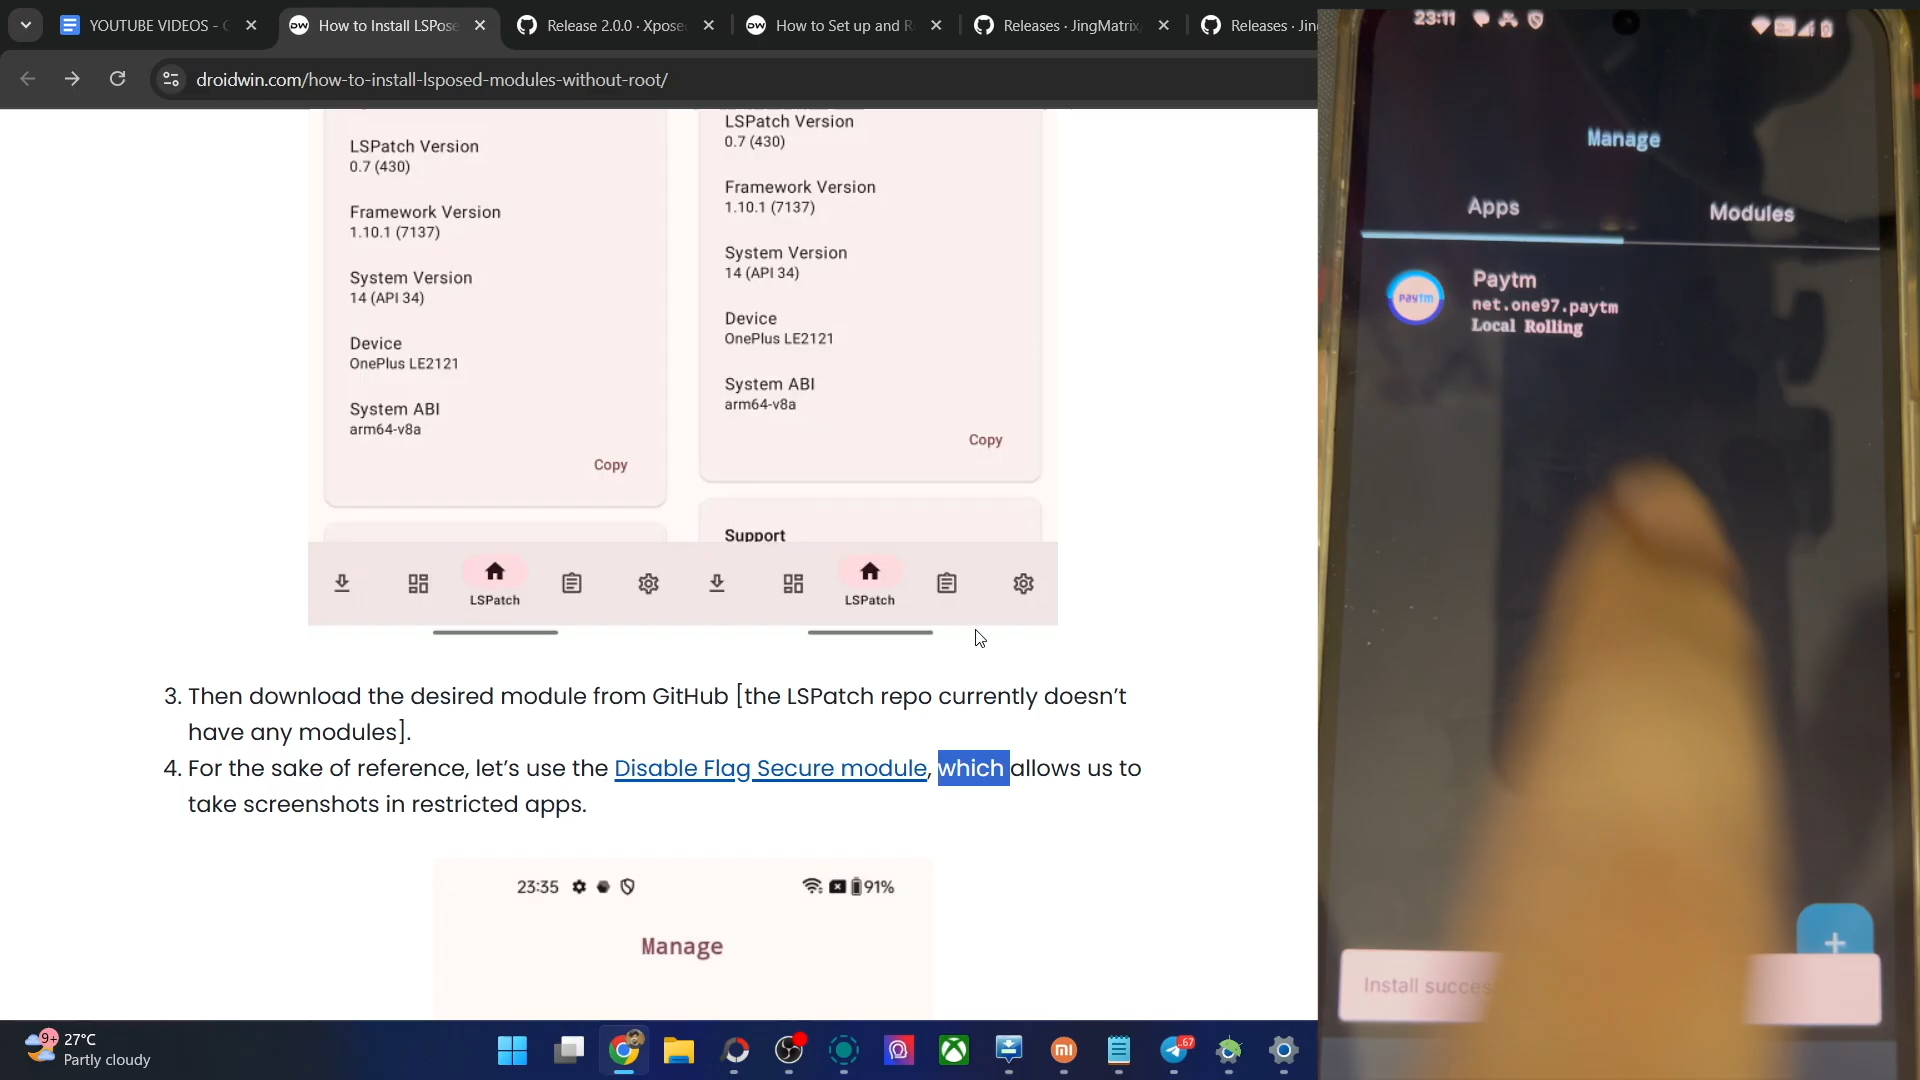 YOUTUBE VIDEOS - G
How to Install LSPose
Release 2.0.0 · Xpose
How to Set up and R
Releases · JingMatrix
Releases · Jin
droidwin.com/how-to-install-lsposed-modules-without-root/
LSPatch Version
0.7 (430)
Framework Version
1.10.1 (7137)
System Version
14 (API 34)
Device
OnePlus LE2121
System ABI
arm64-v8a
Copy
LSPatch
LSPatch Version
0.7 (430)
Framework Version
1.10.1 (7137)
System Version
14 (API 34)
Device
OnePlus LE2121
System ABI
arm64-v8a
Copy
Support
LSPatch
3. Then download the desired module from GitHub [the LSPatch repo currently doesn’t
have any modules].
4. For the sake of reference, let’s use the Disable Flag Secure module, which allows us to
take screenshots in restricted apps.
23:35
91%
Manage
23:11
Manage
Apps
Modules
paytm
Paytm
net.one97.paytm
Local Rolling
Install succes
9+
27°C
Partly cloudy
mi
.67